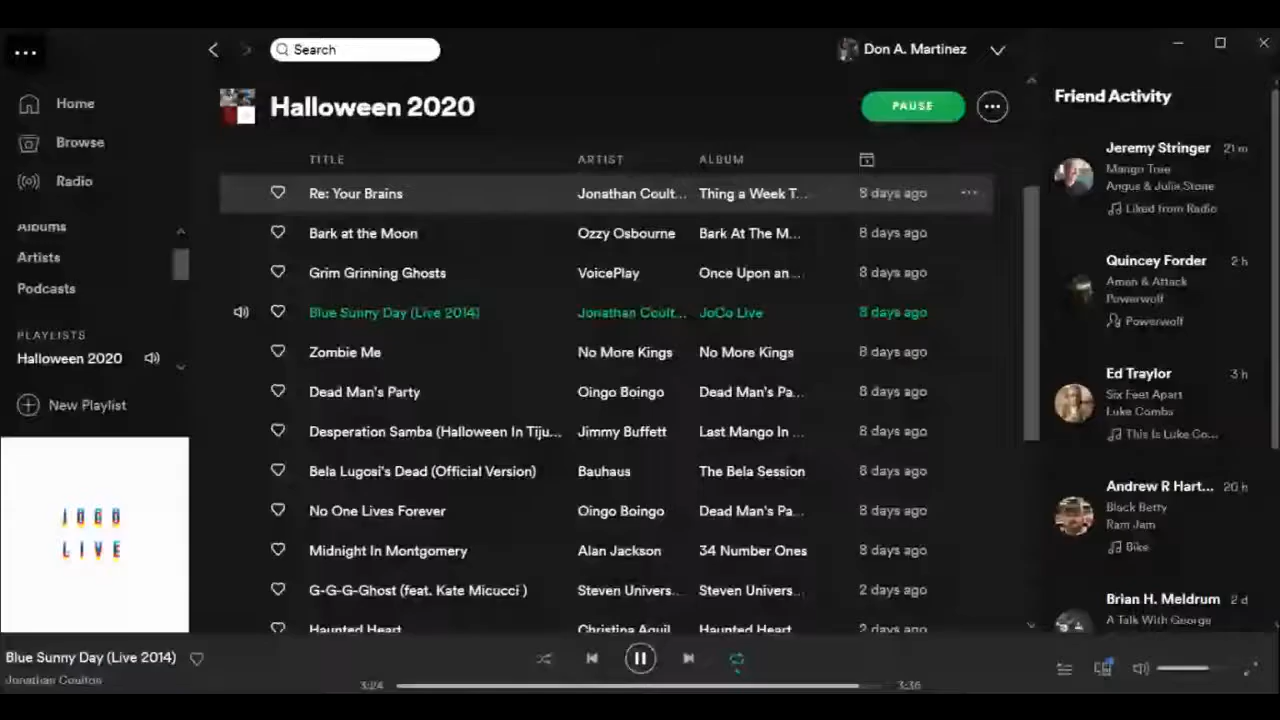 Search
Don A. Martinez
Home
Browse
Radio
Albums
Artists
Podcasts
PLAYLISTS
Halloween 2020
New Playlist
JOCO
LIVE
Halloween 2020
PAUSE
TITLE ARTIST ALBUM
Re: Your Brains Jonathan Coult... Thing a Week T... 8 days ago
Bark at the Moon Ozzy Osbourne Bark At The M... 8 days ago
Grim Grinning Ghosts VoicePlay Once Upon an ... 8 days ago
Blue Sunny Day (Live 2014) Jonathan Coult... JoCo Live 8 days ago
Zombie Me No More Kings No More Kings 8 days ago
Dead Man's Party Oingo Boingo Dead Man's Pa... 8 days ago
Desperation Samba (Halloween In Tiju... Jimmy Buffett Last Mango In ... 8 days ago
Bela Lugosi's Dead (Official Version) Bauhaus The Bela Session 8 days ago
No One Lives Forever Oingo Boingo Dead Man's Pa... 8 days ago
Midnight In Montgomery Alan Jackson 34 Number Ones 8 days ago
G-G-G-Ghost (feat. Kate Micucci ) Steven Univers... Steven Univers... 2 days ago
Haunted Heart Christina Aguil... Haunted Heart 2 days ago
Friend Activity
Jeremy Stringer 21 m
Mango Tree
Angus & Julia Stone
Liked from Radio
Quincey Forder 2 h
Amen & Attack
Powerwolf
Powerwolf
Ed Traylor 3 h
Six Feet Apart
Luke Combs
This Is Luke Co...
Andrew R Hart... 20 h
Black Betty
Ram Jam
Bike
Brian H. Meldrum 2 d
A Talk With George
Blue Sunny Day (Live 2014)
Jonathan Coulton
3:24 3:36